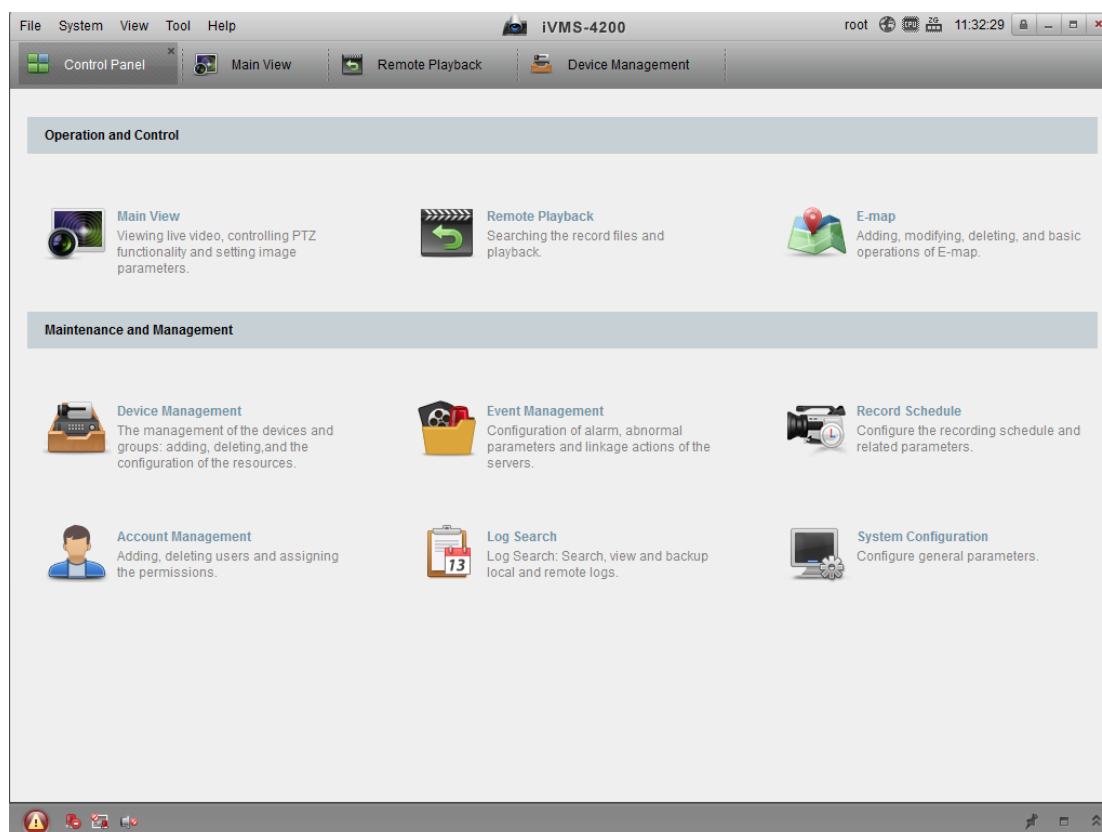 File System View Tool Help iVMS-4200 root CPU 2G 11:32:29
Control Panel Main View Remote Playback Device Management
Operation and Control
Main View
Viewing live video, controlling PTZ
functionality and setting image
parameters.
Remote Playback
Searching the record files and
playback.
E-map
Adding, modifying, deleting, and basic
operations of E-map.
Maintenance and Management
Device Management
The management of the devices and
groups: adding, deleting,and the
configuration of the resources.
Event Management
Configuration of alarm, abnormal
parameters and linkage actions of the
servers.
Record Schedule
Configure the recording schedule and
related parameters.
Account Management
Adding, deleting users and assigning
the permissions.
13
Log Search
Log Search: Search, view and backup
local and remote logs.
System Configuration
Configure general parameters.